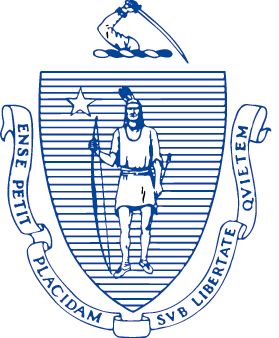 ENSE PETIT
PLACIDAM
SVB LIBERTATE
QVIETEM